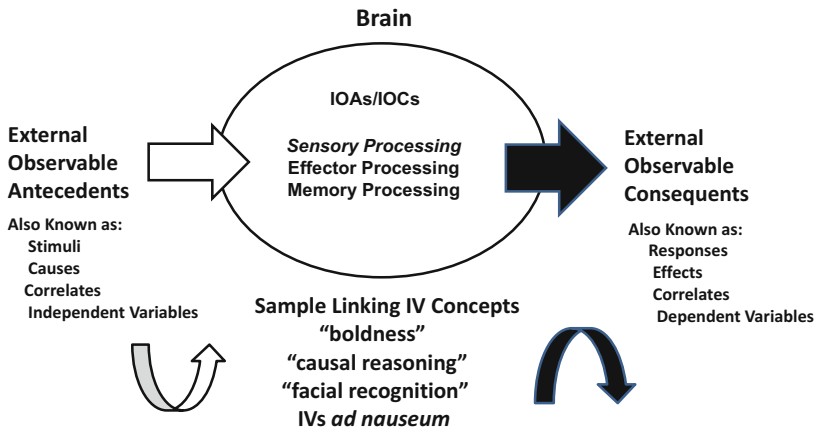 Brain
IOAs/IOCs
Sensory Processing
Effector Processing
Memory Processing
External
Observable
Antecedents
Also Known as:
Stimuli
Causes
Correlates
Independent Variables
External
Observable
Consequents
Also Known as:
Responses
Effects
Correlates
Dependent Variables
Sample Linking IV Concepts
“boldness”
“causal reasoning”
“facial recognition”
IVs ad nauseum